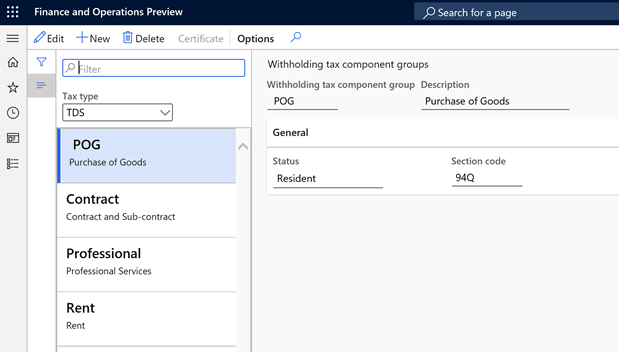 Finance and Operations Preview
Search for a page
Edit
New
Delete
Certificate
Options
Filter
Tax type
TDS
POG
Purchase of Goods
Contract
Contract and Sub-contract
Professional
Professional Services
Rent
Rent
Withholding tax component groups
Withholding tax component group Description
POG Purchase of Goods
General
Status Section code
Resident 94Q